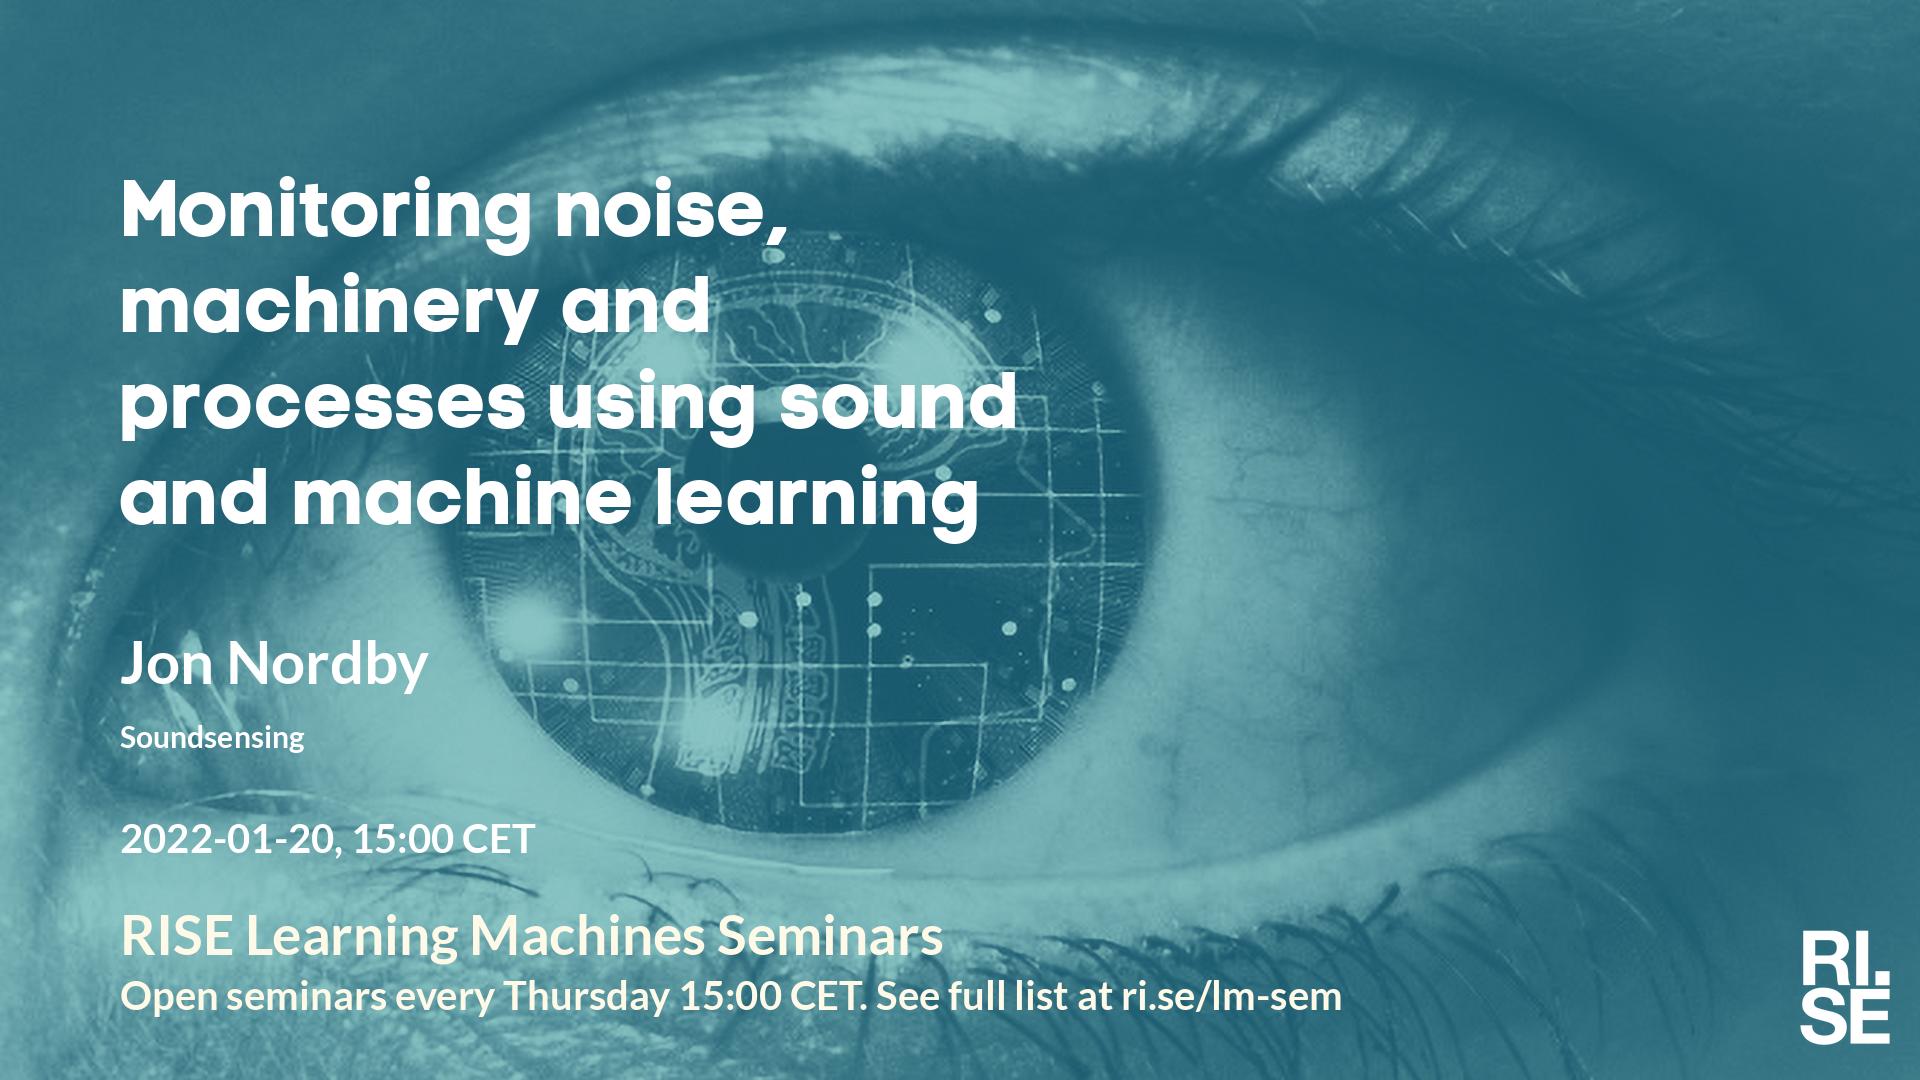 Monitoring noise,
machinery and
processes using sound
and machine learning
Jon Nordby
Soundsensing
2022-01-20, 15:00 CET
RISE Learning Machines Seminars
Open seminars every Thursday 15:00 CET. See full list at ri.se/lm-sem
RI.
SE